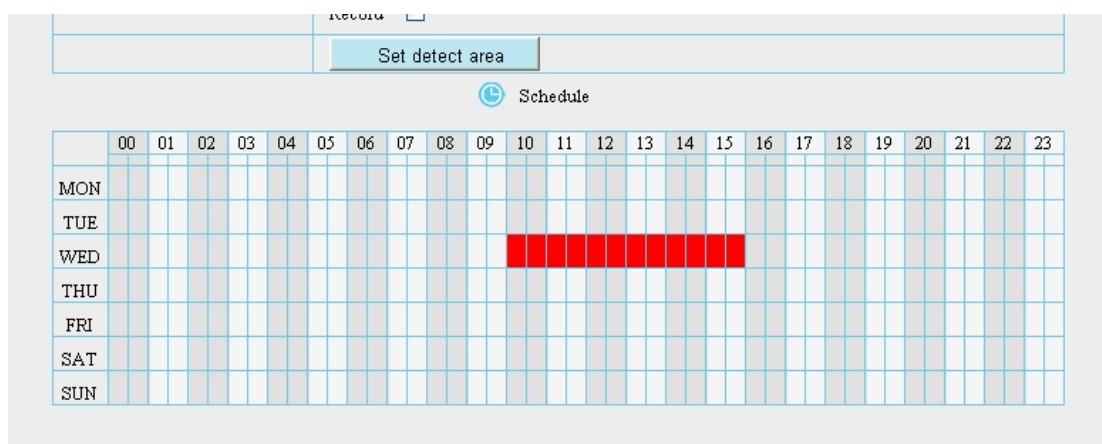 Record
Set detect area
Schedule
00 01 02 03 04 05 06 07 08 09 10 11 12 13 14 15 16 17 18 19 20 21 22 23
MON
TUE
WED
THU
FRI
SAT
SUN